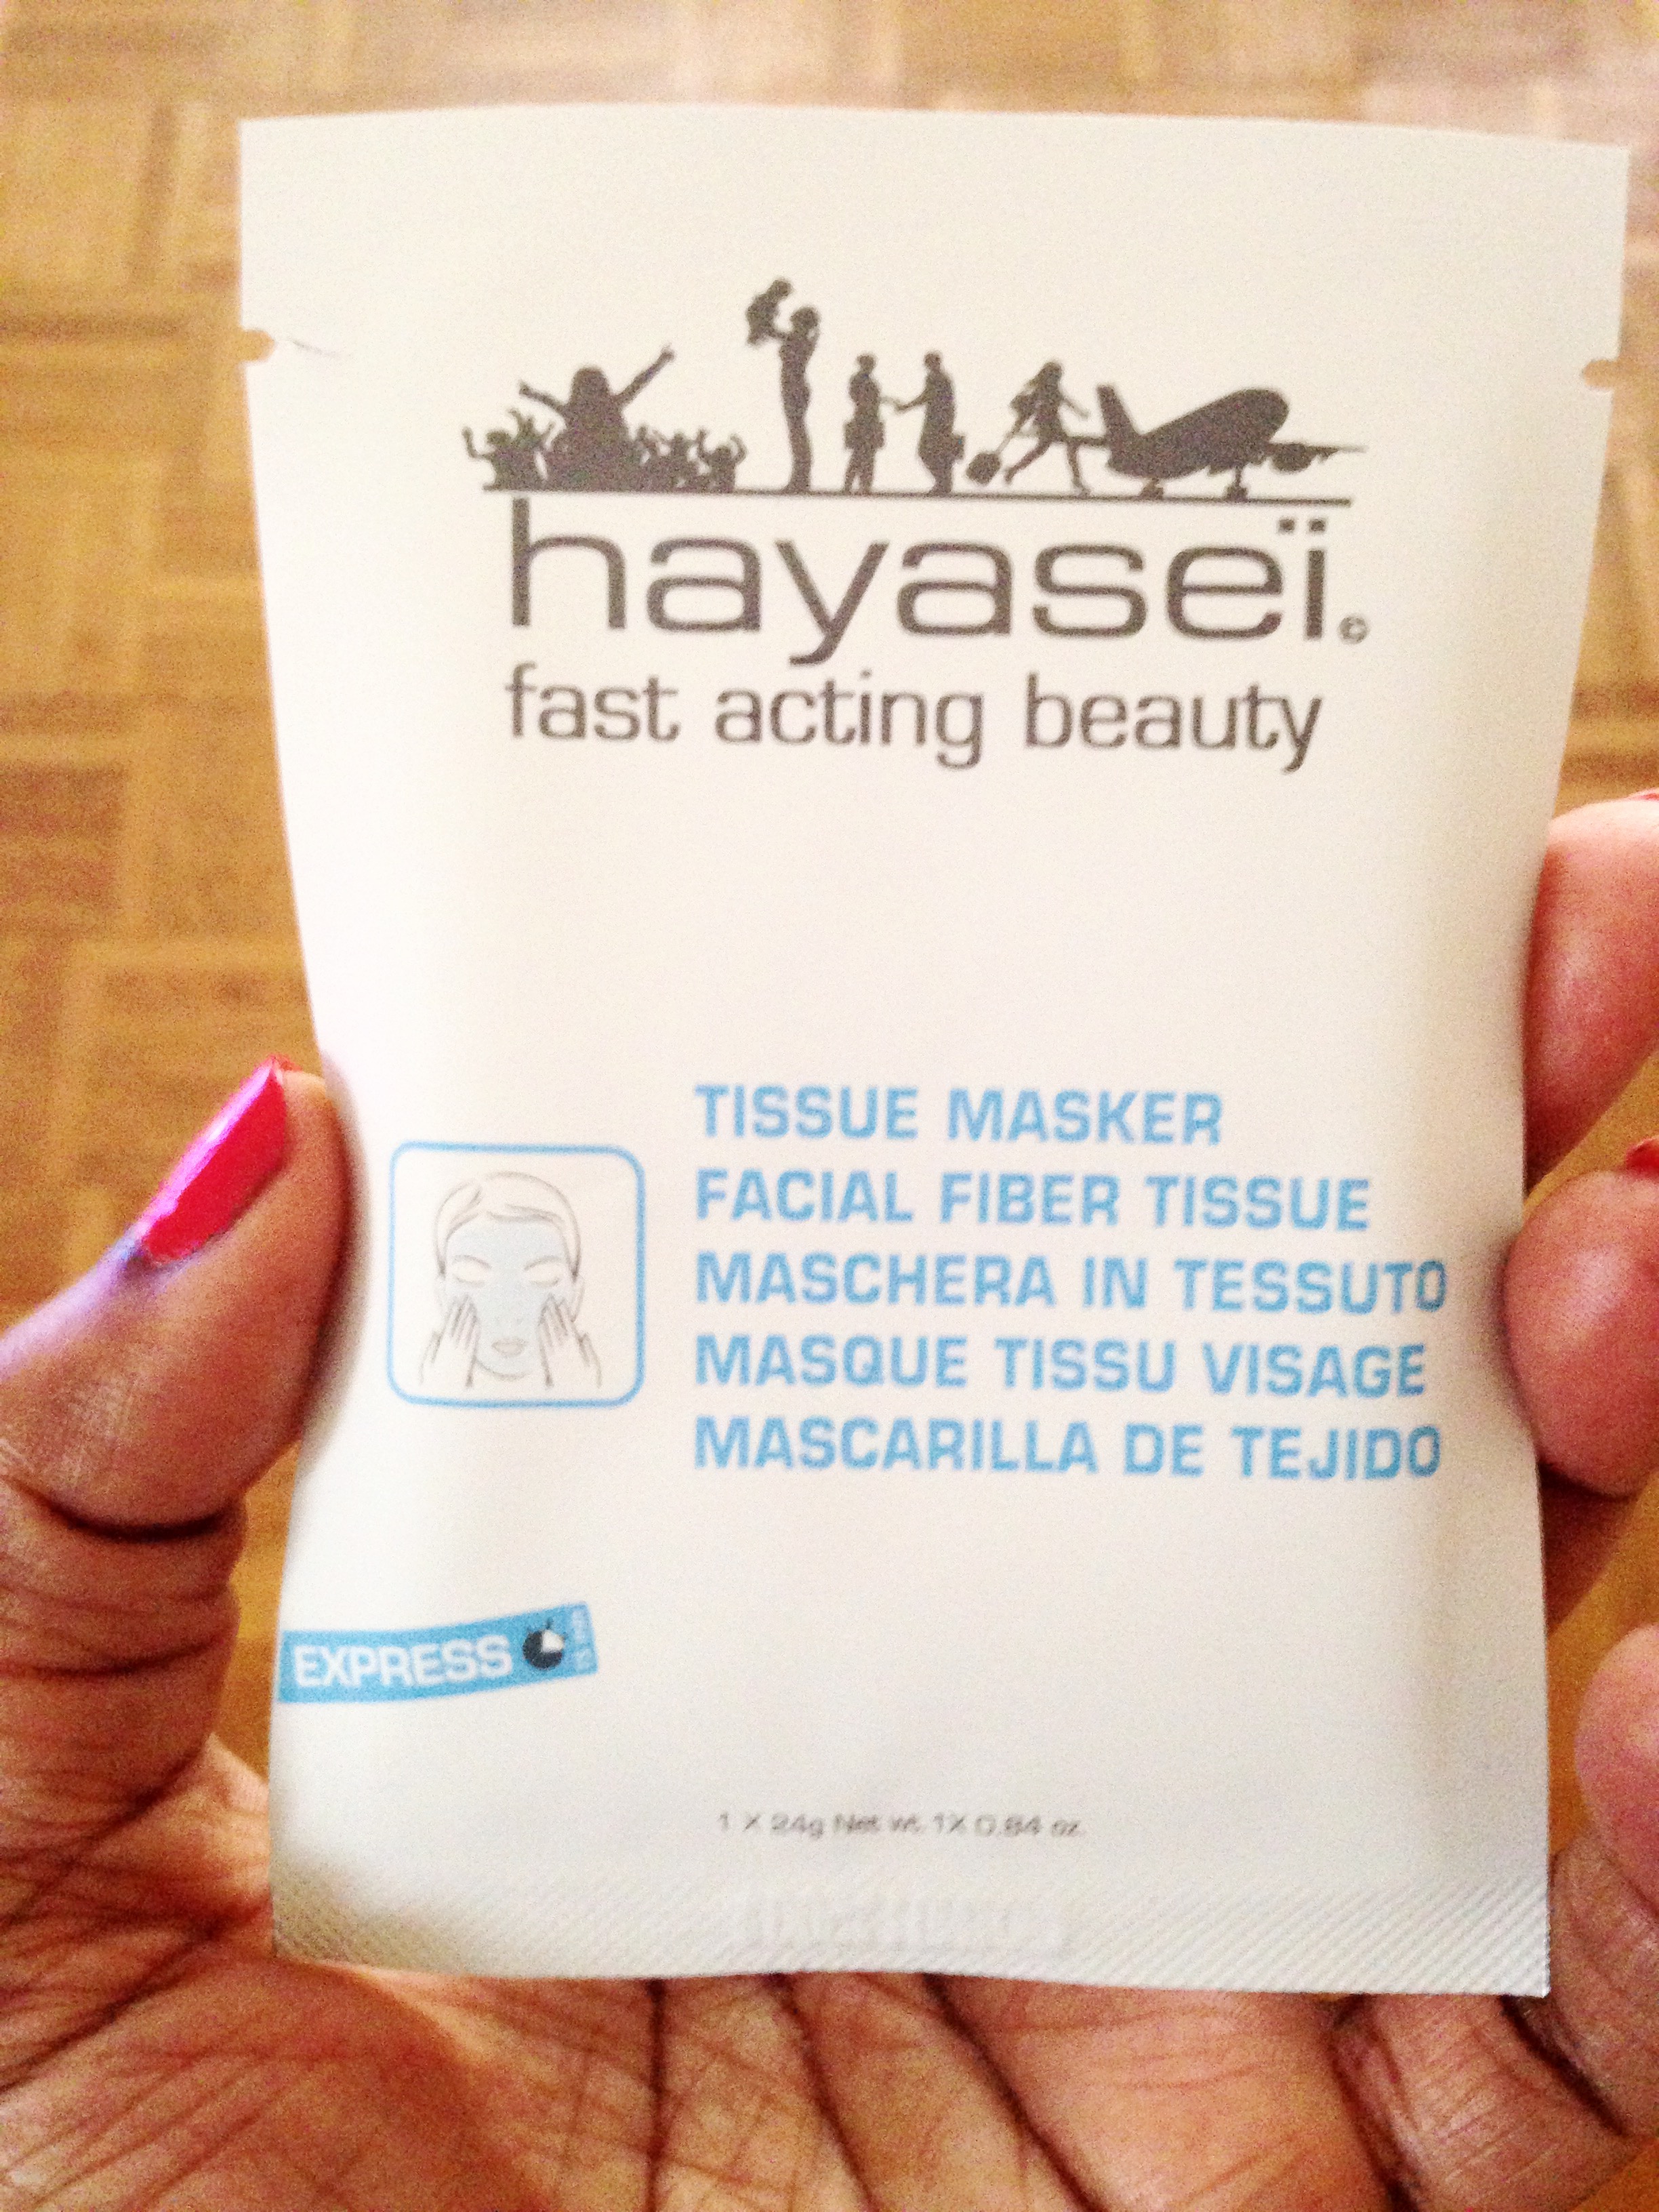 hayaseï©
fast acting beauty
TISSUE MASKER
FACIAL FIBER TISSUE
MASCHERA IN TESSUTO
MASQUE TISSU VISAGE
MASCARILLA DE TEJIDO
EXPRESS
1 X 24g Net wt. 1X 0.84 oz.